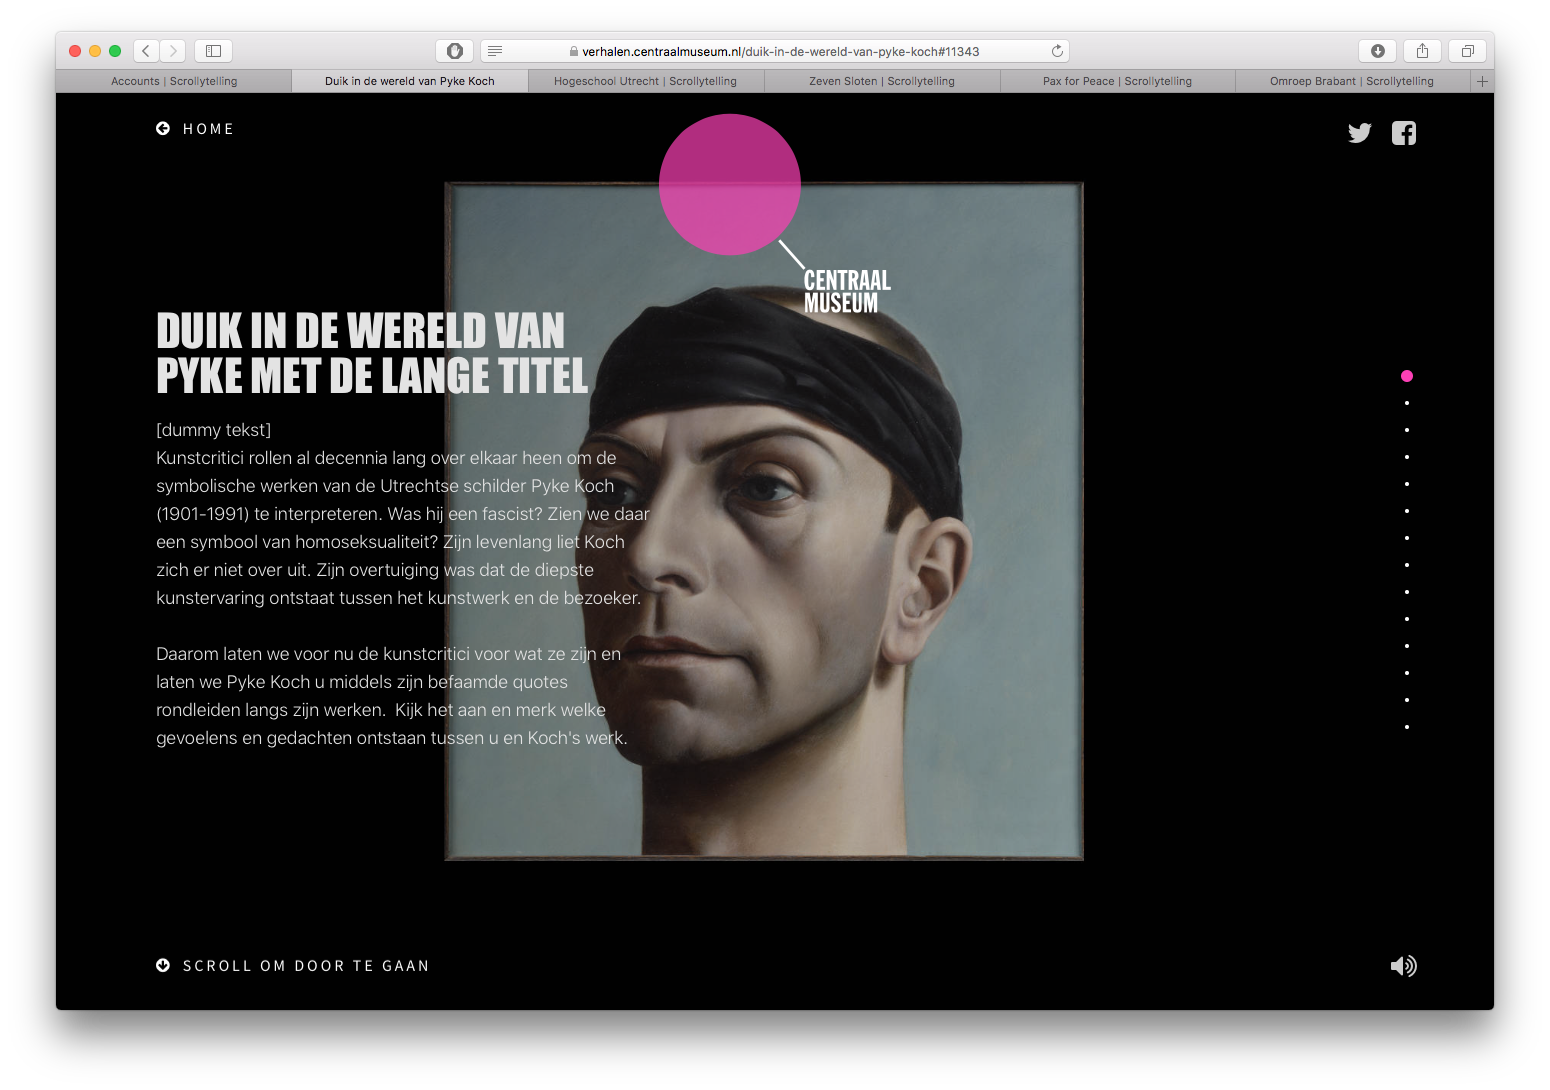 verhalen.centraalmuseum.nl/duik-in-de-wereld-van-pyke-koch#11343
Accounts | Scrollytelling
Duik in de wereld van Pyke Koch
Hogeschool Utrecht | Scrollytelling
Zeven Sloten | Scrollytelling
Pax for Peace | Scrollytelling
Omroep Brabant | Scrollytelling
HOME
CENTRAAL
MUSEUM
DUIK IN DE WERELD VAN
PYKE MET DE LANGE TITEL
[dummy tekst]
Kunstcritici rollen al decennia lang over elkaar heen om de
symbolische werken van de Utrechtse schilder Pyke Koch
(1901-1991) te interpreteren. Was hij een fascist? Zien we daar
een symbool van homoseksualiteit? Zijn levenlang liet Koch
zich er niet over uit. Zijn overtuiging was dat de diepste
kunstervaring ontstaat tussen het kunstwerk en de bezoeker.
Daarom laten we voor nu de kunstcritici voor wat ze zijn en
laten we Pyke Koch u middels zijn befaamde quotes
rondleiden langs zijn werken.  Kijk het aan en merk welke
gevoelens en gedachten ontstaan tussen u en Koch's werk.
SCROLL OM DOOR TE GAAN